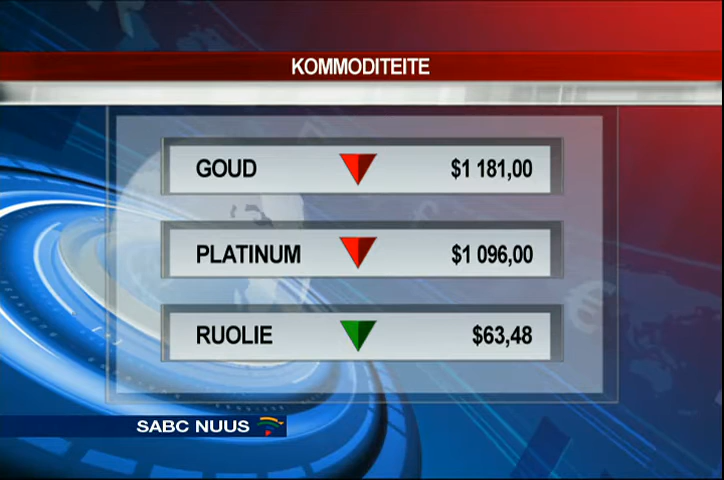 KOMMODITEITE
GOUD $1 181,00
PLATINUM $1 096,00
RUOLIE $63,48
SABC NUUS